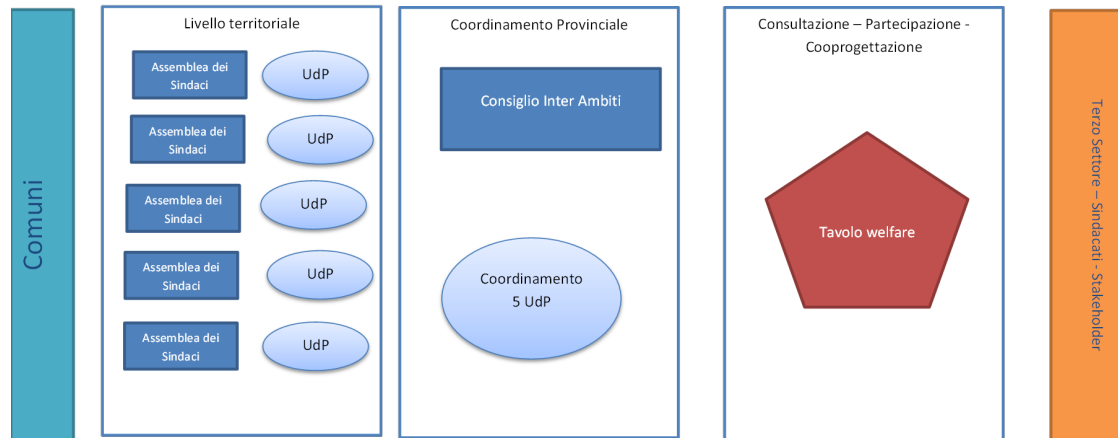 Comuni
Livello territoriale
Assemblea dei
Sindaci
UdP
Assemblea dei
Sindaci
UdP
Assemblea dei
Sindaci
UdP
Assemblea dei
Sindaci
UdP
Assemblea dei
Sindaci
UdP
Coordinamento Provinciale
Consiglio Inter Ambiti
Coordinamento
5 UdP
Consultazione – Partecipazione -
Cooprogettazione
Tavolo welfare
Terzo Settore – Sindacati - Stakeholder